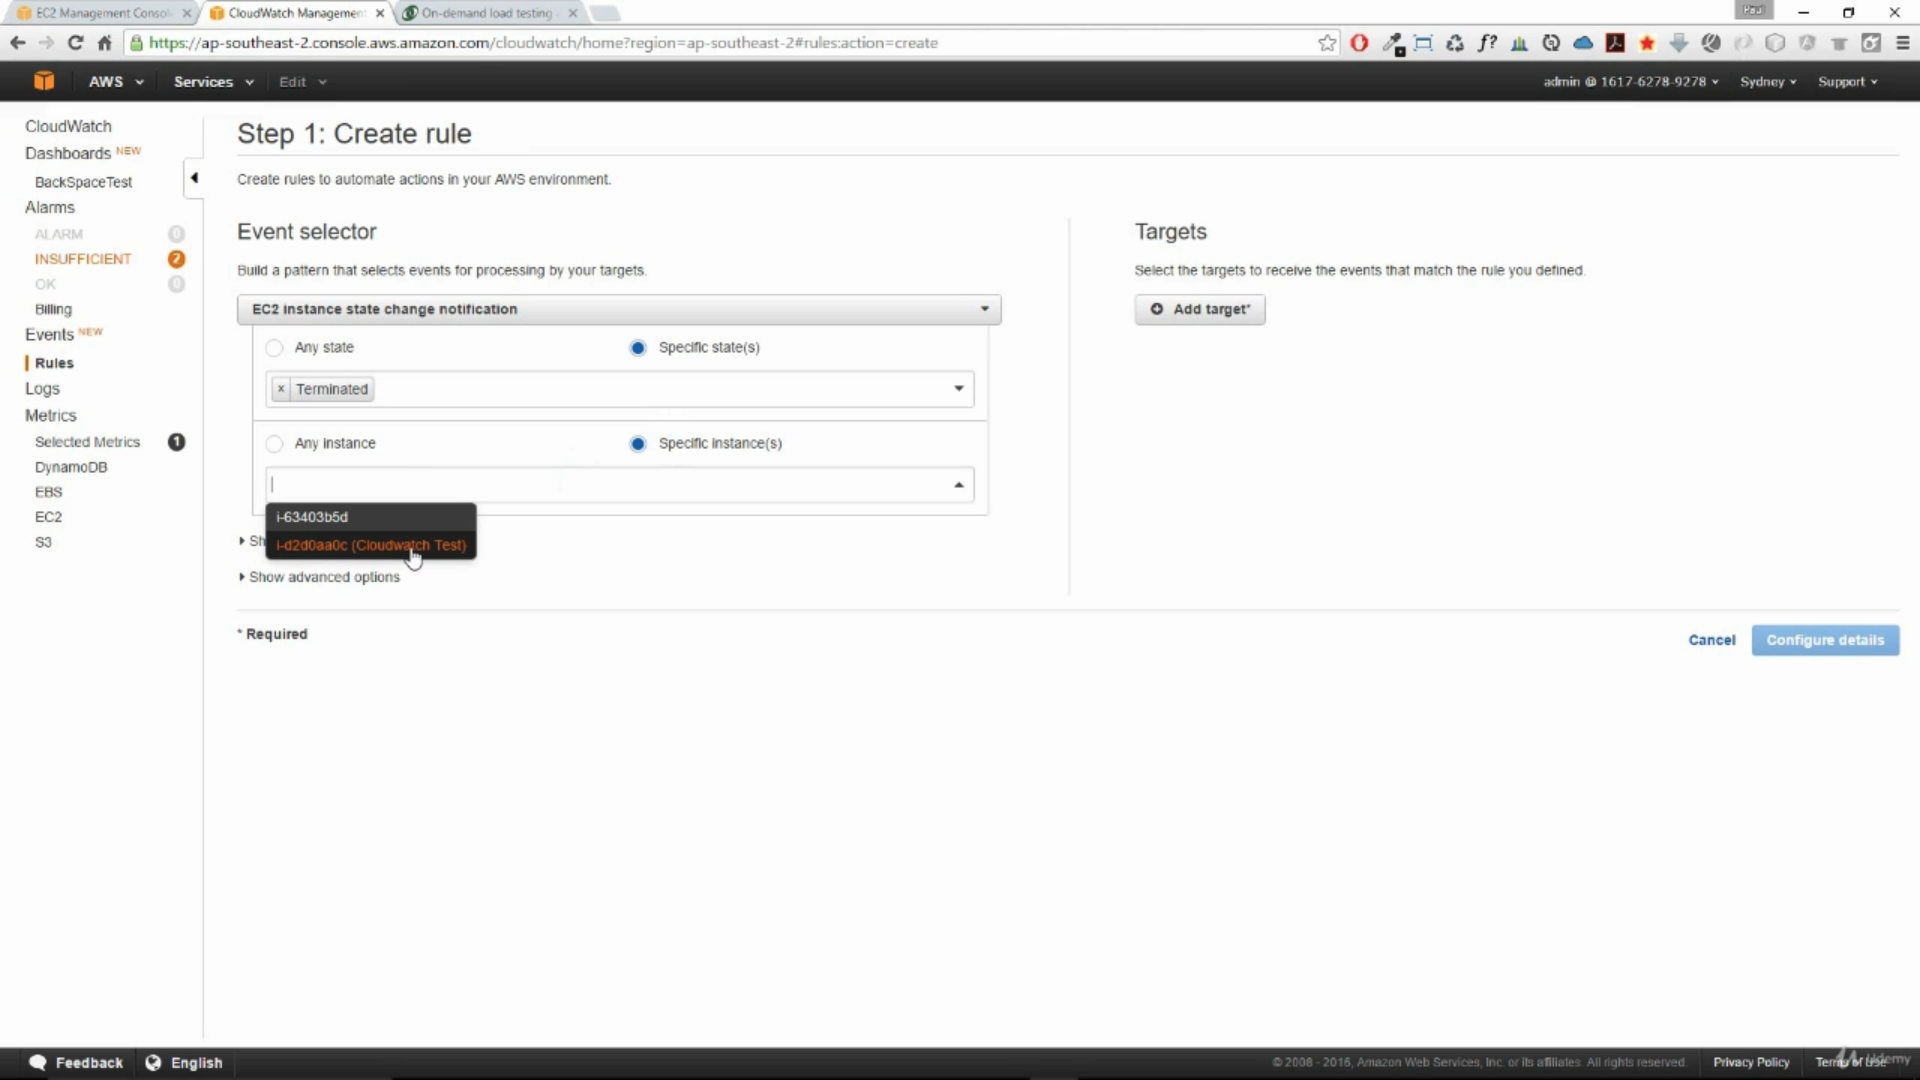 EC2 Management Consol
CloudWatch Management
On-demand load testing
Paul
https://ap-southeast-2.console.aws.amazon.com/cloudwatch/home?region=ap-southeast-2#rules:action=create
f?
AWS
Services
Edit
admin @ 1617-6278-9278
Sydney
Support
CloudWatch
Dashboards NEW
BackSpaceTest
Alarms
ALARM 0
INSUFFICIENT 2
OK 0
Billing
Events NEW
Rules
Logs
Metrics
Selected Metrics 1
DynamoDB
EBS
EC2
S3
Step 1: Create rule
Create rules to automate actions in your AWS environment.
Event selector
Build a pattern that selects events for processing by your targets.
EC2 instance state change notification
Any state
Specific state(s)
x Terminated
Any instance
Specific instance(s)
i-63403b5d
i-d2d0aa0c (Cloudwatch Test)
Sh
Show advanced options
* Required
Targets
Select the targets to receive the events that match the rule you defined.
Add target*
Cancel
Configure details
Feedback
English
© 2008 - 2016, Amazon Web Services, Inc. or its affiliates. All rights reserved.
Privacy Policy
Terms of Use
Udemy